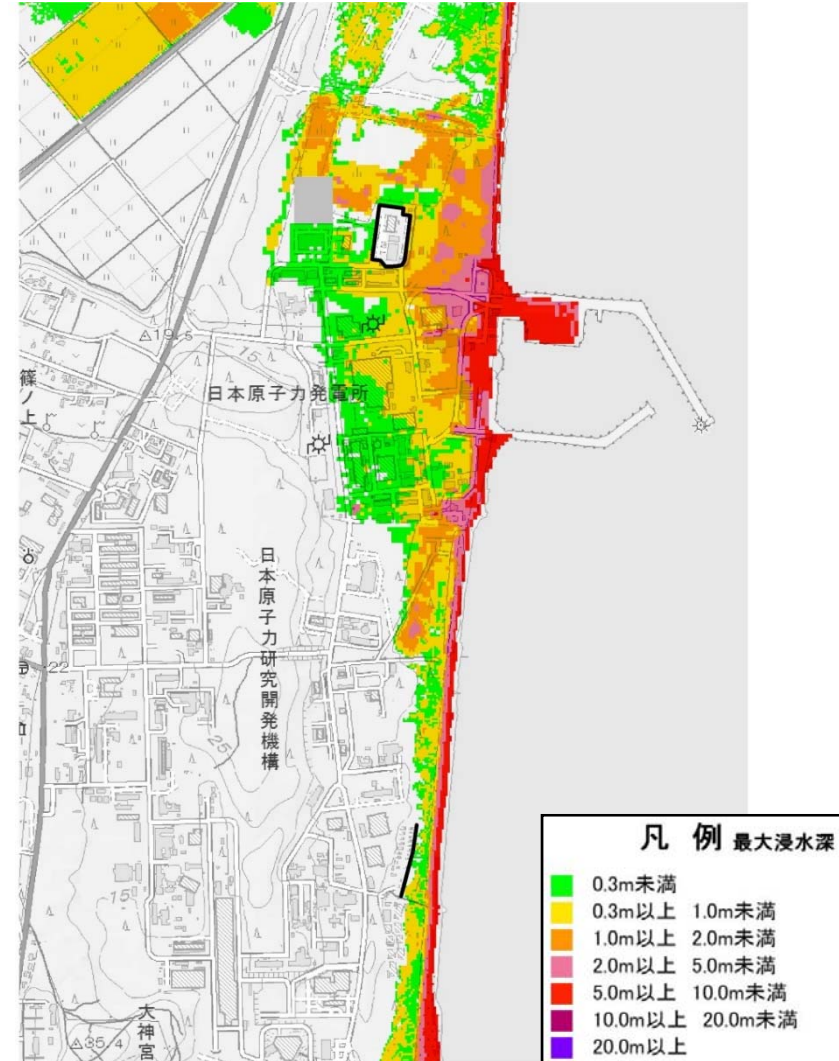 19.5
15
篠ノ上
日本原子力発電所
日本原子力研究開発機構
22
25
15
大神宮
35.4
凡 例 最大浸水深
0.3m未満
0.3m以上 1.0m未満
1.0m以上 2.0m未満
2.0m以上 5.0m未満
5.0m以上 10.0m未満
10.0m以上 20.0m未満
20.0m以上